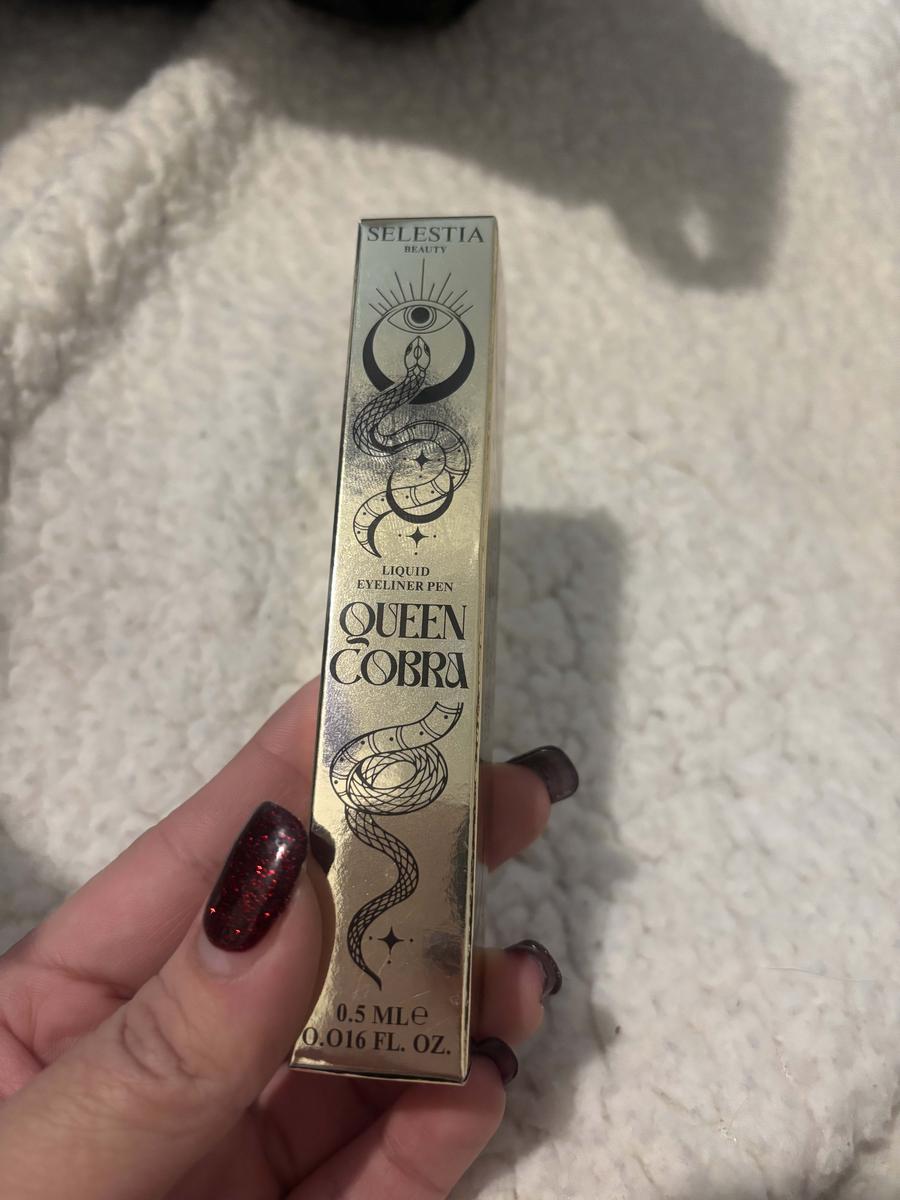 SELESTIA
BEAUTY
LIQUID
EYELINER PEN
QUEEN
COBRA
0.5 ML℮
0.016 FL. OZ.